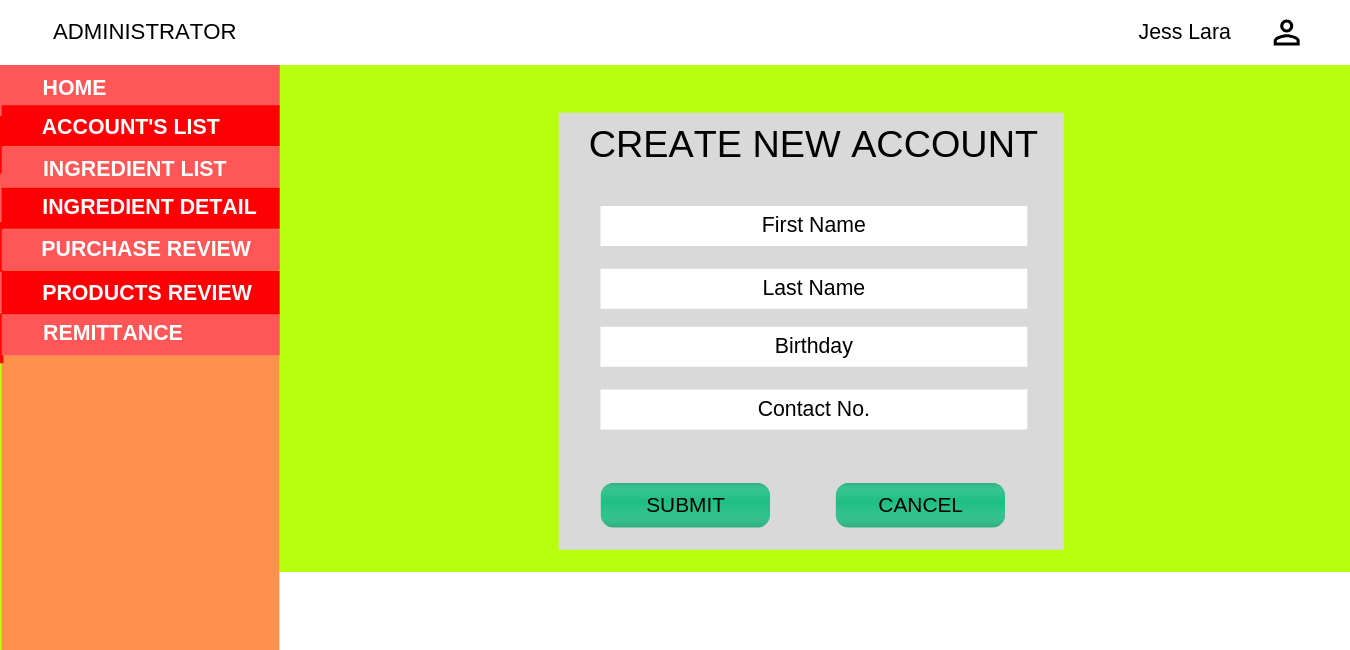 ADMINISTRATOR
Jess Lara
HOME
ACCOUNT'S LIST
INGREDIENT LIST
INGREDIENT DETAIL
PURCHASE REVIEW
PRODUCTS REVIEW
REMITTANCE
CREATE NEW ACCOUNT
First Name
Last Name
Birthday
Contact No.
SUBMIT
CANCEL